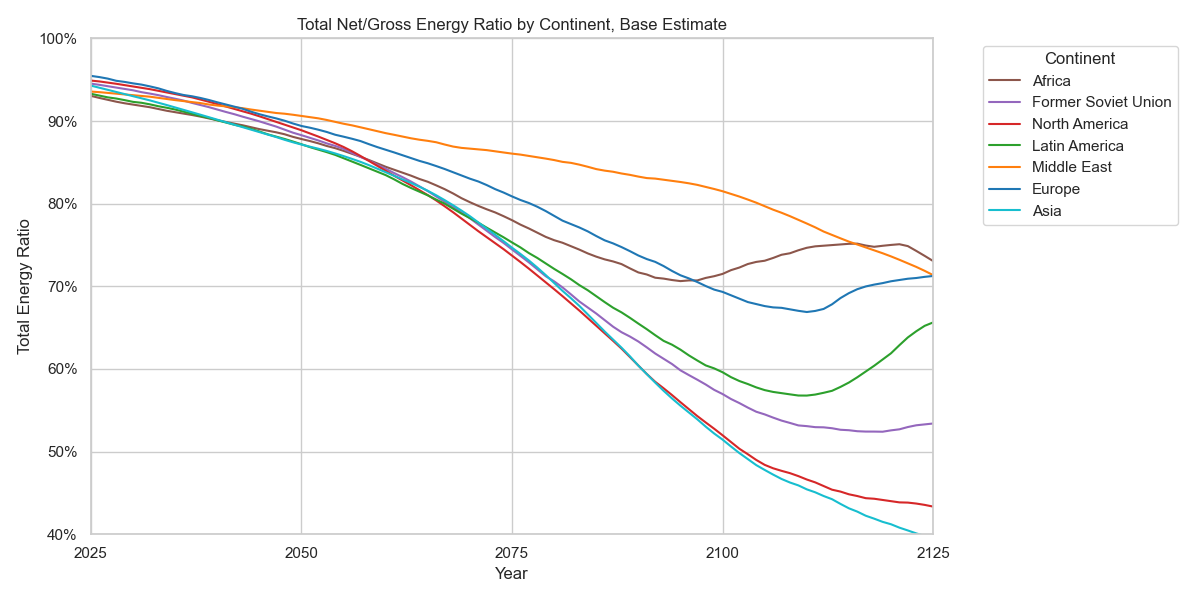 Total Net/Gross Energy Ratio by Continent, Base Estimate
100%
90%
80%
70%
60%
50%
40%
Total Energy Ratio
2025
2050
2075
2100
2125
Year
Continent
Africa
Former Soviet Union
North America
Latin America
Middle East
Europe
Asia